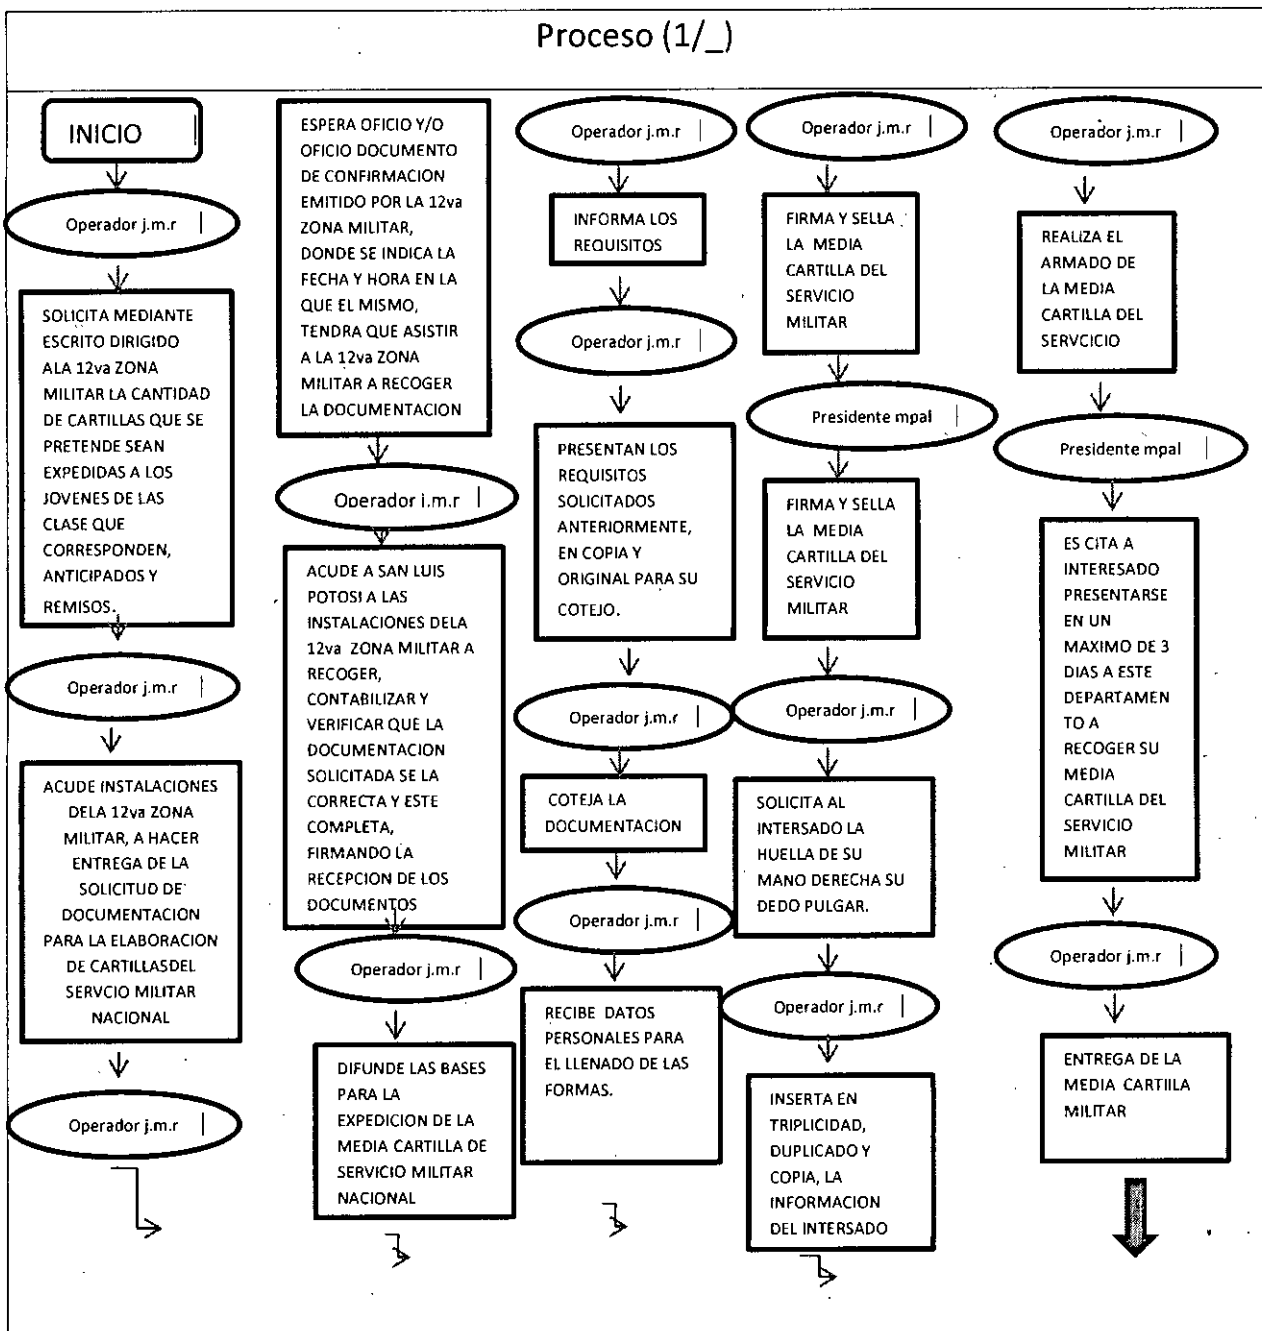 Proceso (1/_)
INICIO
Operador j.m.r
SOLICITA MEDIANTE
ESCRITO DIRIGIDO
ALA 12va ZONA
MILITAR LA CANTIDAD
DE CARTILLAS QUE SE
PRETENDE SEAN
EXPEDIDAS A LOS
JOVENES DE LAS
CLASE QUE
CORRESPONDEN,
ANTICIPADOS Y
REMISOS.
Operador j.m.r
ACUDE INSTALACIONES
DELA 12va ZONA
MILITAR, A HACER
ENTREGA DE LA
SOLICITUD DE
DOCUMENTACION
PARA LA ELABORACION
DE CARTILLASDEL
SERVCIO MILITAR
NACIONAL
Operador j.m.r
ESPERA OFICIO Y/O
OFICIO DOCUMENTO
DE CONFIRMACION
EMITIDO POR LA 12va
ZONA MILITAR,
DONDE SE INDICA LA
FECHA Y HORA EN LA
QUE EL MISMO,
TENDRA QUE ASISTIR
A LA 12va ZONA
MILITAR A RECOGER
LA DOCUMENTACION
Operador j.m.r
ACUDE A SAN LUIS
POTOSI A LAS
INSTALACIONES DELA
12va ZONA MILITAR A
RECOGER,
CONTABILIZAR Y
VERIFICAR QUE LA
DOCUMENTACION
SOLICITADA SE LA
CORRECTA Y ESTE
COMPLETA,
FIRMANDO LA
RECEPCION DE LOS
DOCUMENTOS
Operador j.m.r
DIFUNDE LAS BASES
PARA LA
EXPEDICION DE LA
MEDIA CARTILLA DE
SERVICIO MILITAR
NACIONAL
Operador j.m.r
INFORMA LOS
REQUISITOS
Operador j.m.r
PRESENTAN LOS
REQUISITOS
SOLICITADOS
ANTERIORMENTE,
EN COPIA Y
ORIGINAL PARA SU
COTEJO.
Operador j.m.r
COTEJA LA
DOCUMENTACION
Operador j.m.r
RECIBE DATOS
PERSONALES PARA
EL LLENADO DE LAS
FORMAS.
Operador j.m.r
FIRMA Y SELLA
LA MEDIA
CARTILLA DEL
SERVICIO
MILITAR
Presidente mpal
FIRMA Y SELLA
LA MEDIA
CARTILLA DEL
SERVICIO
MILITAR
Operador j.m.r
SOLICITA AL
INTERSADO LA
HUELLA DE SU
MANO DERECHA SU
DEDO PULGAR.
Operador j.m.r
INSERTA EN
TRIPLICIDAD,
DUPLICADO Y
COPIA, LA
INFORMACION
DEL INTERSADO
Operador j.m.r
REALIZA EL
ARMADO DE
LA MEDIA
CARTILLA DEL
SERVCICIO
Presidente mpal
ES CITA A
INTERESADO
PRESENTARSE
EN UN
MAXIMO DE 3
DIAS A ESTE
DEPARTAMEN
TO A
RECOGER SU
MEDIA
CARTILLA DEL
SERVICIO
MILITAR
Operador j.m.r
ENTREGA DE LA
MEDIA CARTIILA
MILITAR